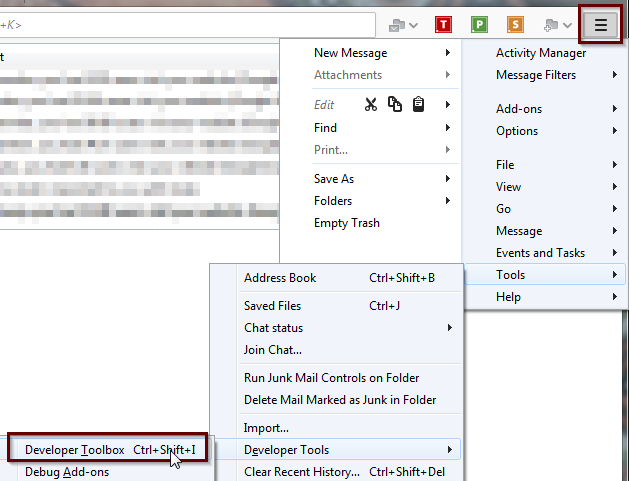 +K>
T
P
S
t
New Message
Attachments
Edit
Find
Print...
Save As
Folders
Empty Trash
Activity Manager
Message Filters
Add-ons
Options
File
View
Go
Message
Events and Tasks
Tools
Help
Address Book Ctrl+Shift+B
Saved Files Ctrl+J
Chat status
Join Chat...
Run Junk Mail Controls on Folder
Delete Mail Marked as Junk in Folder
Import...
Developer Tools
Clear Recent History... Ctrl+Shift+Del
Developer Toolbox Ctrl+Shift+I
Debug Add-ons